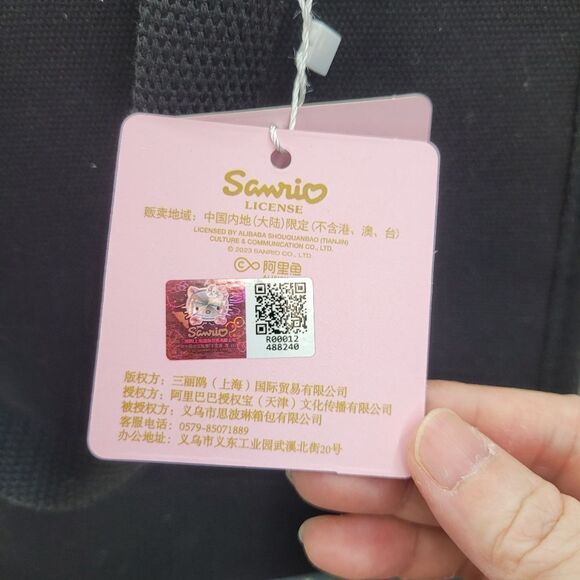 Sanrio
LICENSE
贩卖地域：中国内地(大陆)限定(不含港、澳、台)
LICENSED BY ALIBABA SHOUQUANBAO (TIANJIN)
CULTURE & COMMUNICATION CO., LTD.
© 2023 SANRIO CO., LTD.
阿里鱼
Sanrio
R00012
488240
版权方：三丽鸥（上海）国际贸易有限公司
授权方：阿里巴巴授权宝（天津）文化传播有限公司
被授权方：义乌市思波琳箱包有限公司
客服电话：0579-85071889
办公地址：义乌市义东工业园武溪北街20号